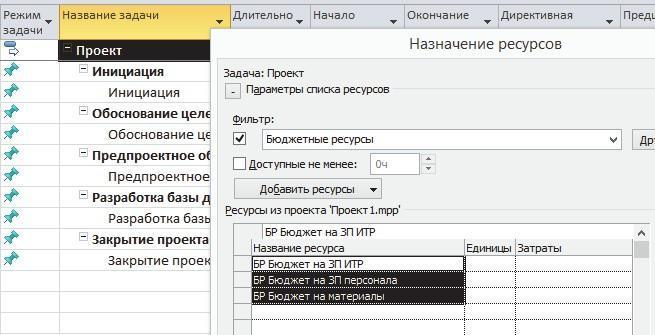 Режим задачи
Название задачи
Длительно
Начало
Окончание
Директивная
Предц
Проект
Инициация
Инициация
Обоснование целе
Обоснование це
Предпроектное об
Предпроектное
Разработка базы д
Разработка базы
Закрытие проекта
Закрытие проек
Назначение ресурсов
Задача: Проект
- Параметры списка ресурсов
Фильтр:
Бюджетные ресурсы
Дру
Доступные не менее:
0ч
Добавить ресурсы
Ресурсы из проекта 'Проект1.mpp'
БР Бюджет на ЗП ИТР
Название ресурса
Единицы
Затраты
БР Бюджет на ЗП ИТР
БР Бюджет на ЗП персонала
БР Бюджет на материалы